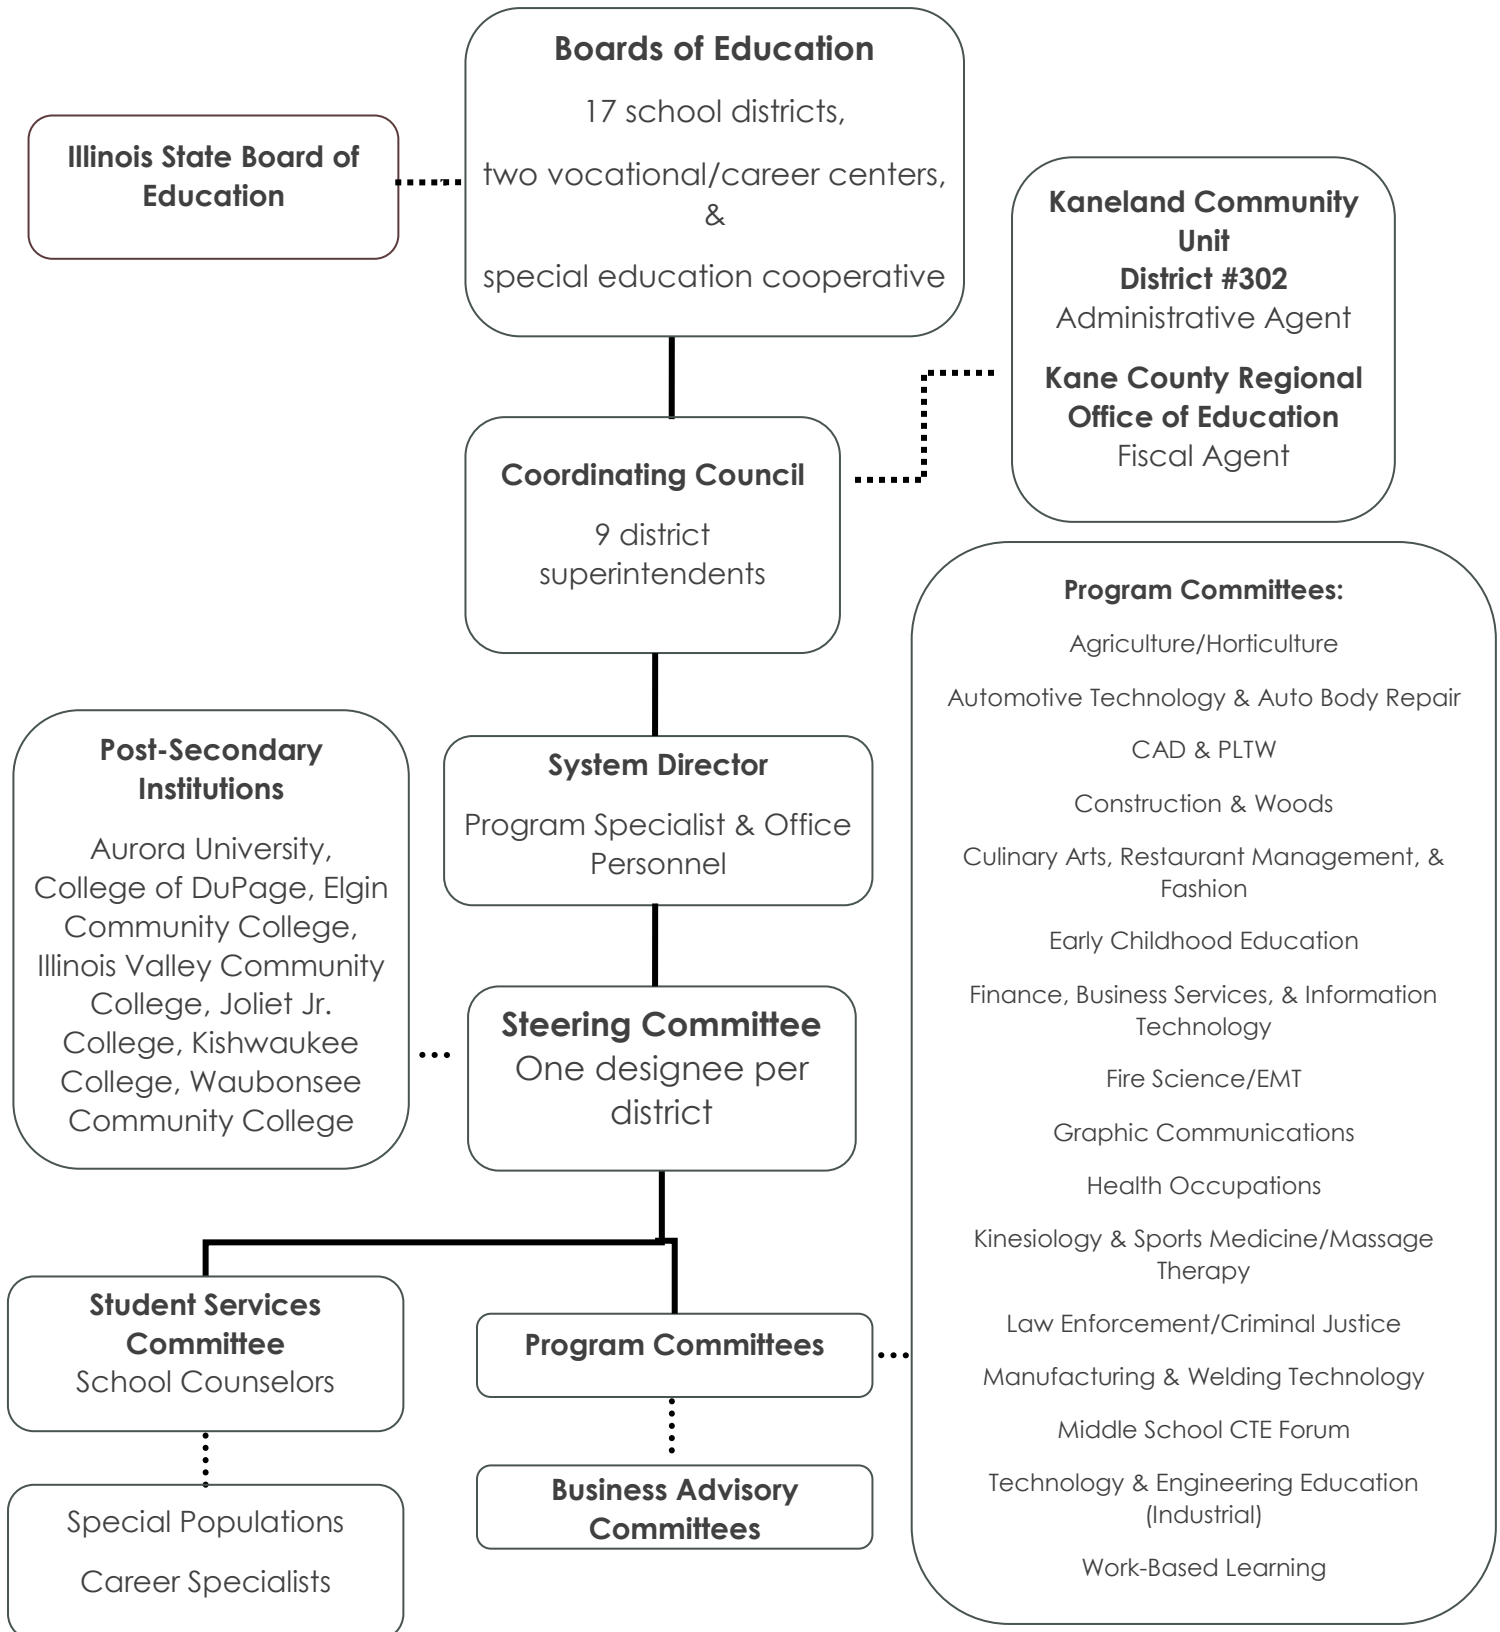 Boards of Education
17 school districts,
two vocational/career centers,
&
special education cooperative
Illinois State Board of
Education
Kaneland Community
Unit
District #302
Administrative Agent
Kane County Regional
Office of Education
Fiscal Agent
Coordinating Council
9 district
superintendents
Program Committees:
Agriculture/Horticulture
Automotive Technology & Auto Body Repair
CAD & PLTW
Construction & Woods
Culinary Arts, Restaurant Management, &
Fashion
Early Childhood Education
Finance, Business Services, & Information
Technology
Fire Science/EMT
Graphic Communications
Health Occupations
Kinesiology & Sports Medicine/Massage
Therapy
Law Enforcement/Criminal Justice
Manufacturing & Welding Technology
Middle School CTE Forum
Technology & Engineering Education
(Industrial)
Work-Based Learning
System Director
Program Specialist & Office
Personnel
Post-Secondary
Institutions
Aurora University,
College of DuPage, Elgin
Community College,
Illinois Valley Community
College, Joliet Jr.
College, Kishwaukee
College, Waubonsee
Community College
Steering Committee
One designee per
district
Student Services
Committee
School Counselors
Program Committees
Special Populations
Career Specialists
Business Advisory
Committees